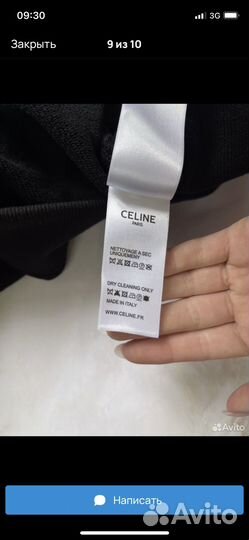 09:30
3G
Закрыть
9 из 10
CELINE
PARIS
NETTOYAGE A SEC
UNIQUEMENT
DRY CLEANING ONLY
MADE IN ITALY
WWW.CELINE.FR
Avito
Написать
Avito